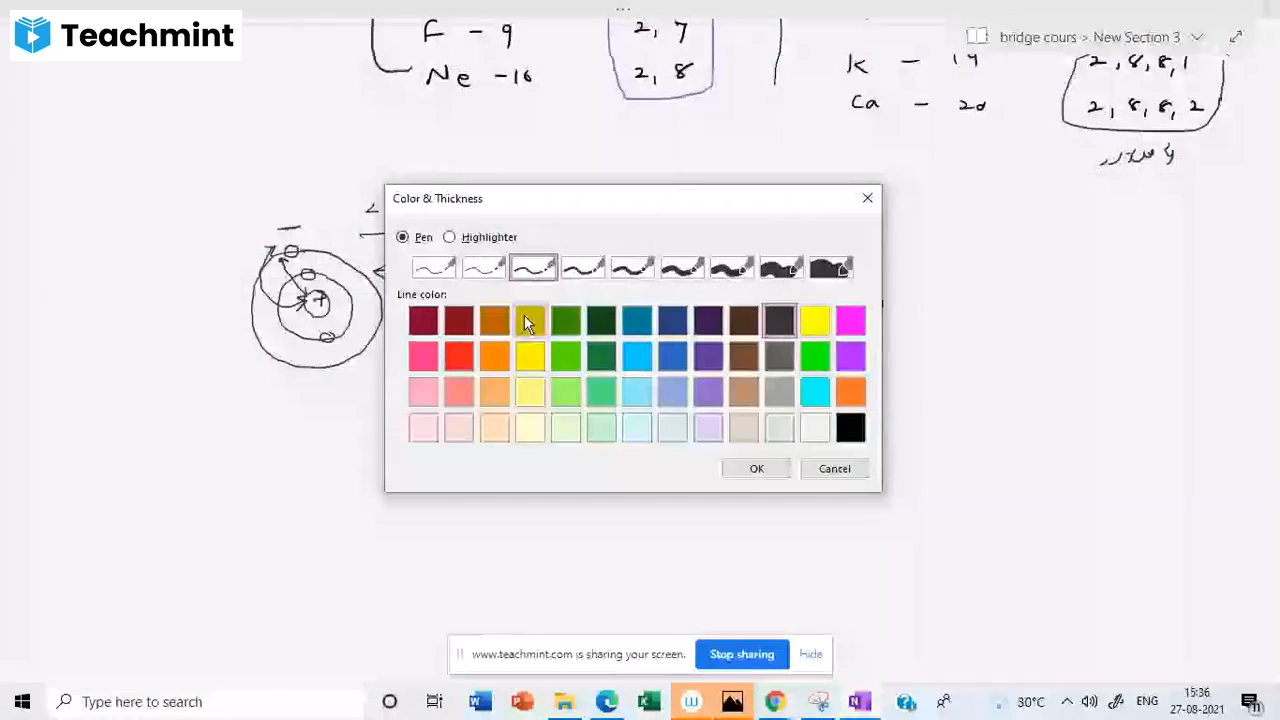 Teachmint
F - 9 2, 7
Ne - 10 2, 8
K - 19 2, 8, 8, 1
Ca - 20 2, 8, 8, 2
bridge cours > New Section 3
Color & Thickness
Pen Highlighter
Line color:
+
OK Cancel
www.teachmint.com is sharing your screen. Stop sharing Hide
Type here to search
30°C ENG 15:36
27-08-2021